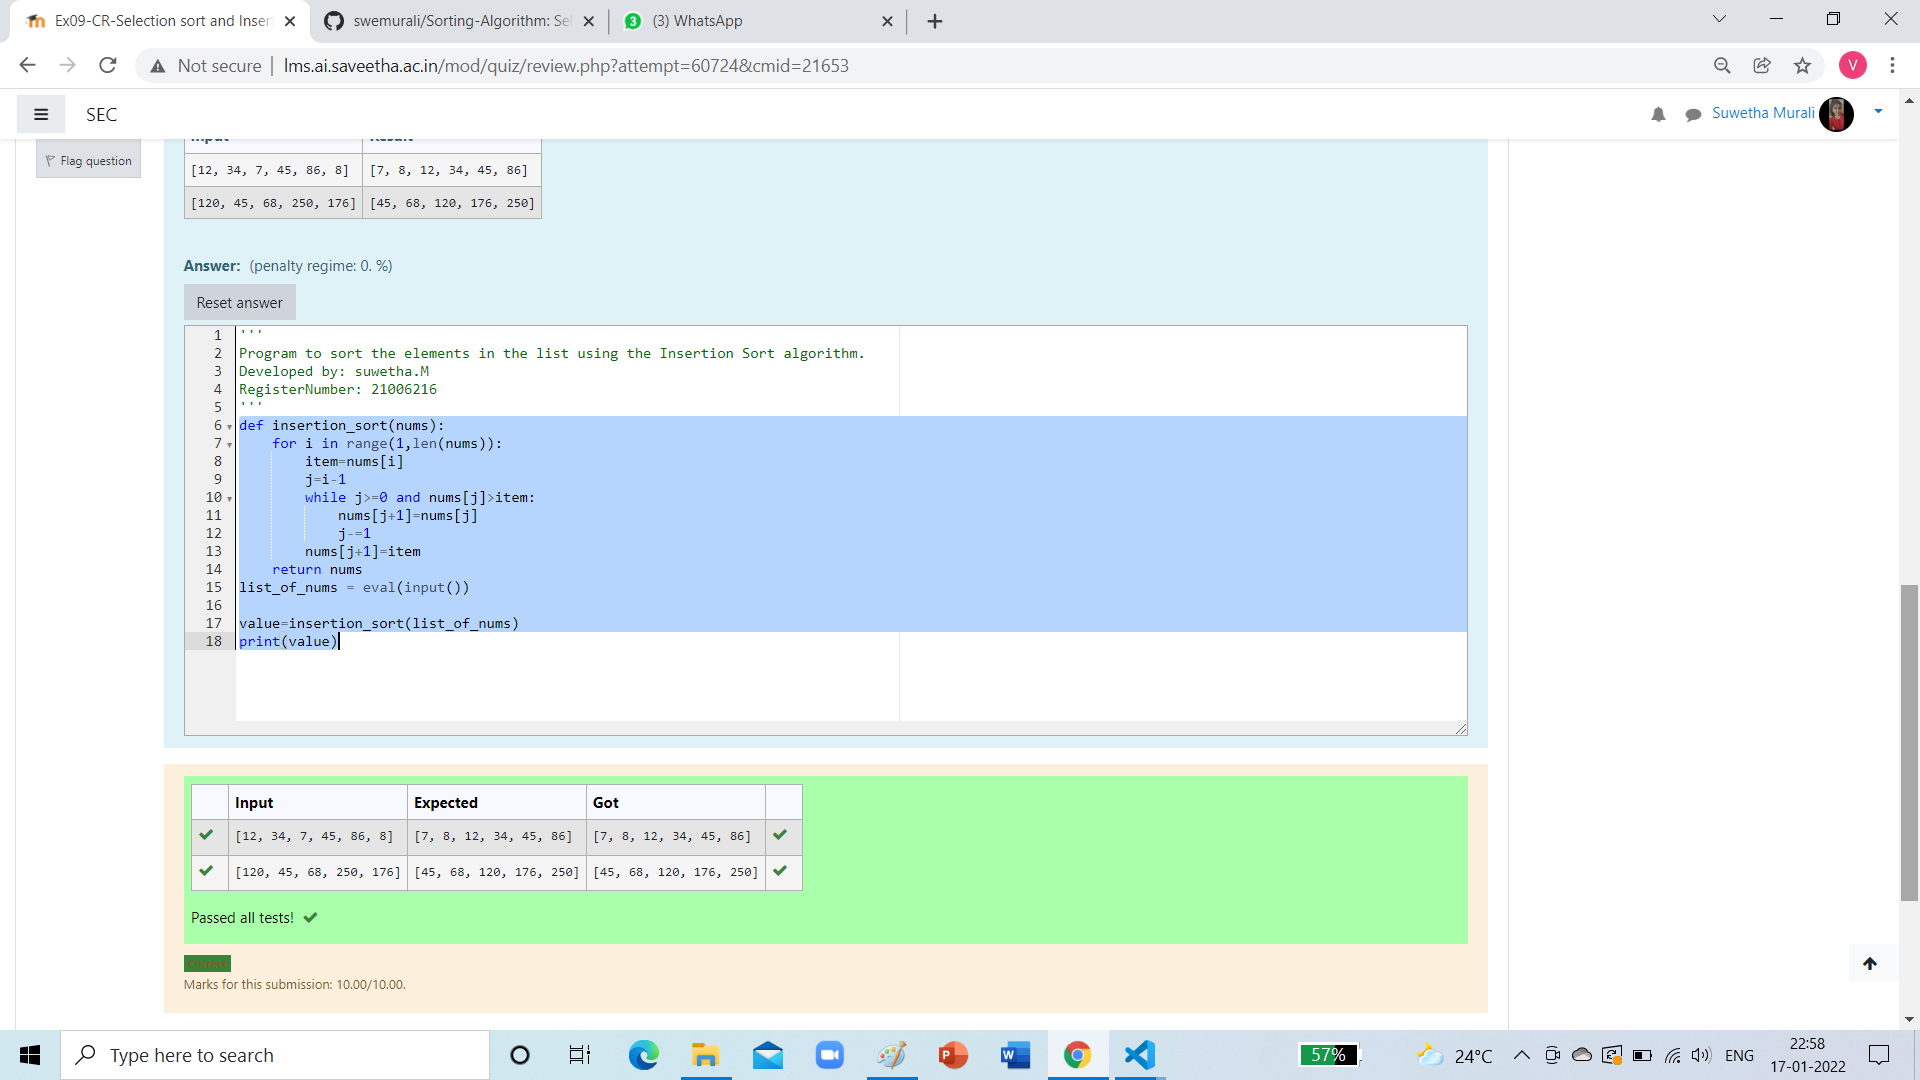 Ex09-CR-Selection sort and Inser
swemurali/Sorting-Algorithm: Se
3 (3) WhatsApp
Not secure | lms.ai.saveetha.ac.in/mod/quiz/review.php?attempt=60724&cmid=21653
V
SEC
Suwetha Murali
Flag question
[12, 34, 7, 45, 86, 8] [7, 8, 12, 34, 45, 86]
[120, 45, 68, 250, 176] [45, 68, 120, 176, 250]
Answer: (penalty regime: 0. %)
Reset answer
1 '''
2 Program to sort the elements in the list using the Insertion Sort algorithm.
3 Developed by: suwetha.M
4 RegisterNumber: 21006216
5 '''
6 def insertion_sort(nums):
7     for i in range(1,len(nums)):
8         item=nums[i]
9         j=i-1
10         while j>=0 and nums[j]>item:
11             nums[j+1]=nums[j]
12             j-=1
13         nums[j+1]=item
14     return nums
15 list_of_nums = eval(input())
16
17 value=insertion_sort(list_of_nums)
18 print(value)
Input Expected Got
[12, 34, 7, 45, 86, 8] [7, 8, 12, 34, 45, 86] [7, 8, 12, 34, 45, 86]
[120, 45, 68, 250, 176] [45, 68, 120, 176, 250] [45, 68, 120, 176, 250]
Passed all tests!
Correct
Marks for this submission: 10.00/10.00.
Type here to search
57%
24°C
ENG
22:58
17-01-2022